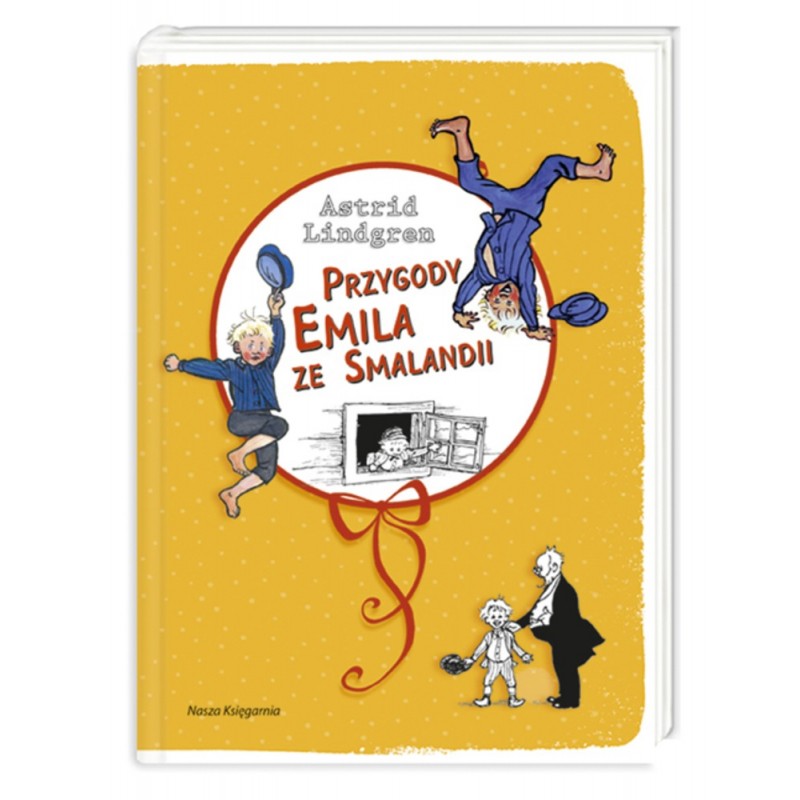 Astrid
Lindgren
PRZYGODY
EMILA
ZE SMALANDII
Nasza Księgarnia